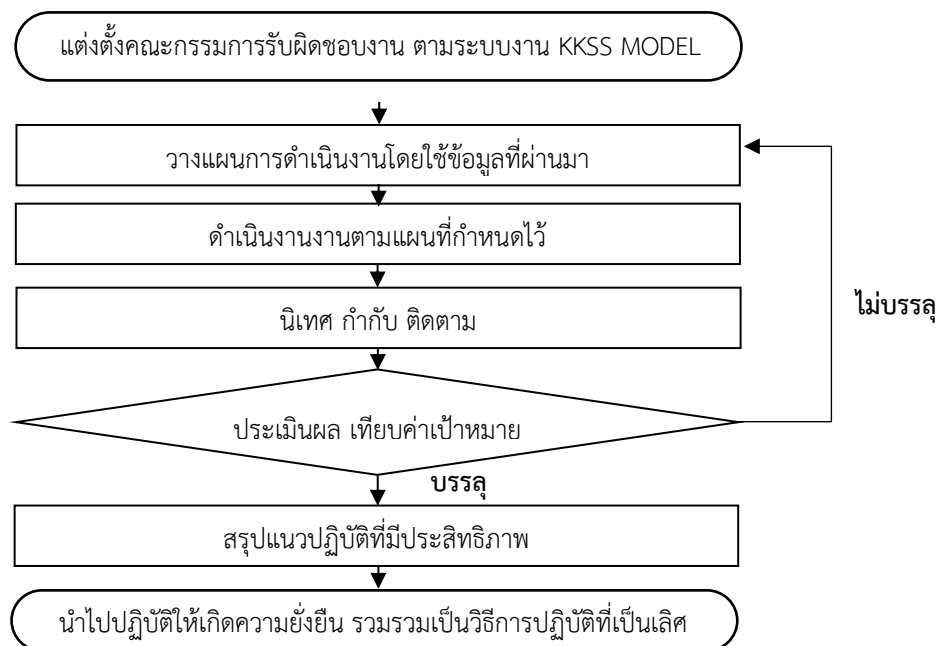 แต่งตั้งคณะกรรมการรับผิดชอบงาน ตามระบบงาน KKSS MODEL
วางแผนการดำเนินงานโดยใช้ข้อมูลที่ผ่านมา
ดำเนินงานงานตามแผนที่กำหนดไว้
นิเทศ กำกับ ติดตาม
ไม่บรรลุ
ประเมินผล เทียบค่าเป้าหมาย
บรรลุ
สรุปแนวปฏิบัติที่มีประสิทธิภาพ
นำไปปฏิบัติให้เกิดความยั่งยืน รวมรวมเป็นวิธีการปฏิบัติที่เป็นเลิศ